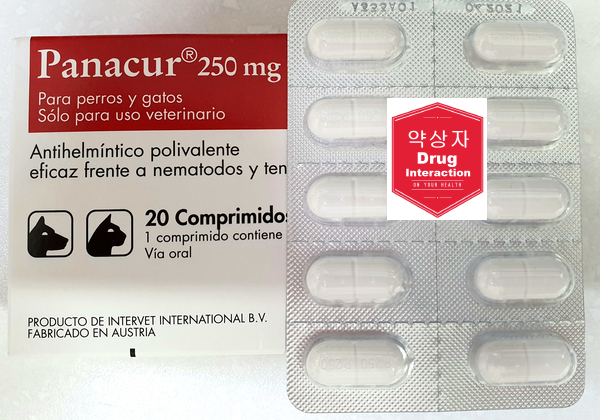 Panacur® 250 mg
Para perros y gatos
Sólo para uso veterinario
Antihelmíntico polivalente
eficaz frente a nematodos y ten
20 Comprimidos
1 comprimido contiene
Vía oral
PRODUCTO DE INTERVET INTERNATIONAL B.V.
FABRICADO EN AUSTRIA
04.2021
약상자
Drug
Interaction
ON YOUR HEALTH